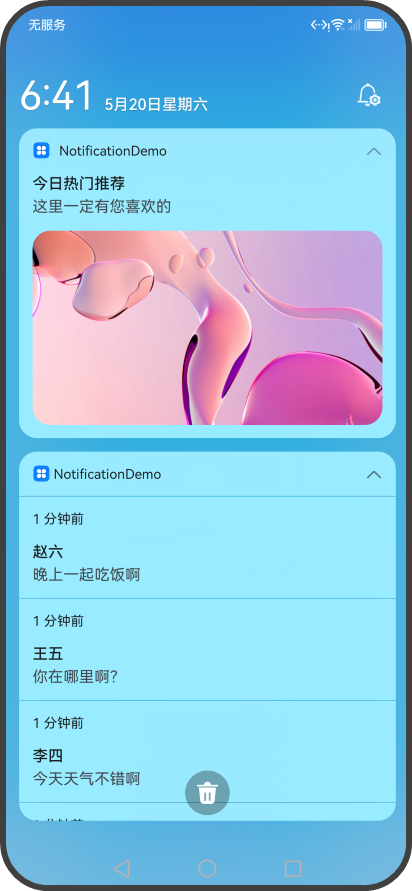 无服务
6:41 5月20日星期六
NotificationDemo
今日热门推荐
这里一定有您喜欢的
NotificationDemo
1 分钟前
赵六
晚上一起吃饭啊
1 分钟前
王五
你在哪里啊？
1 分钟前
李四
今天天气不错啊